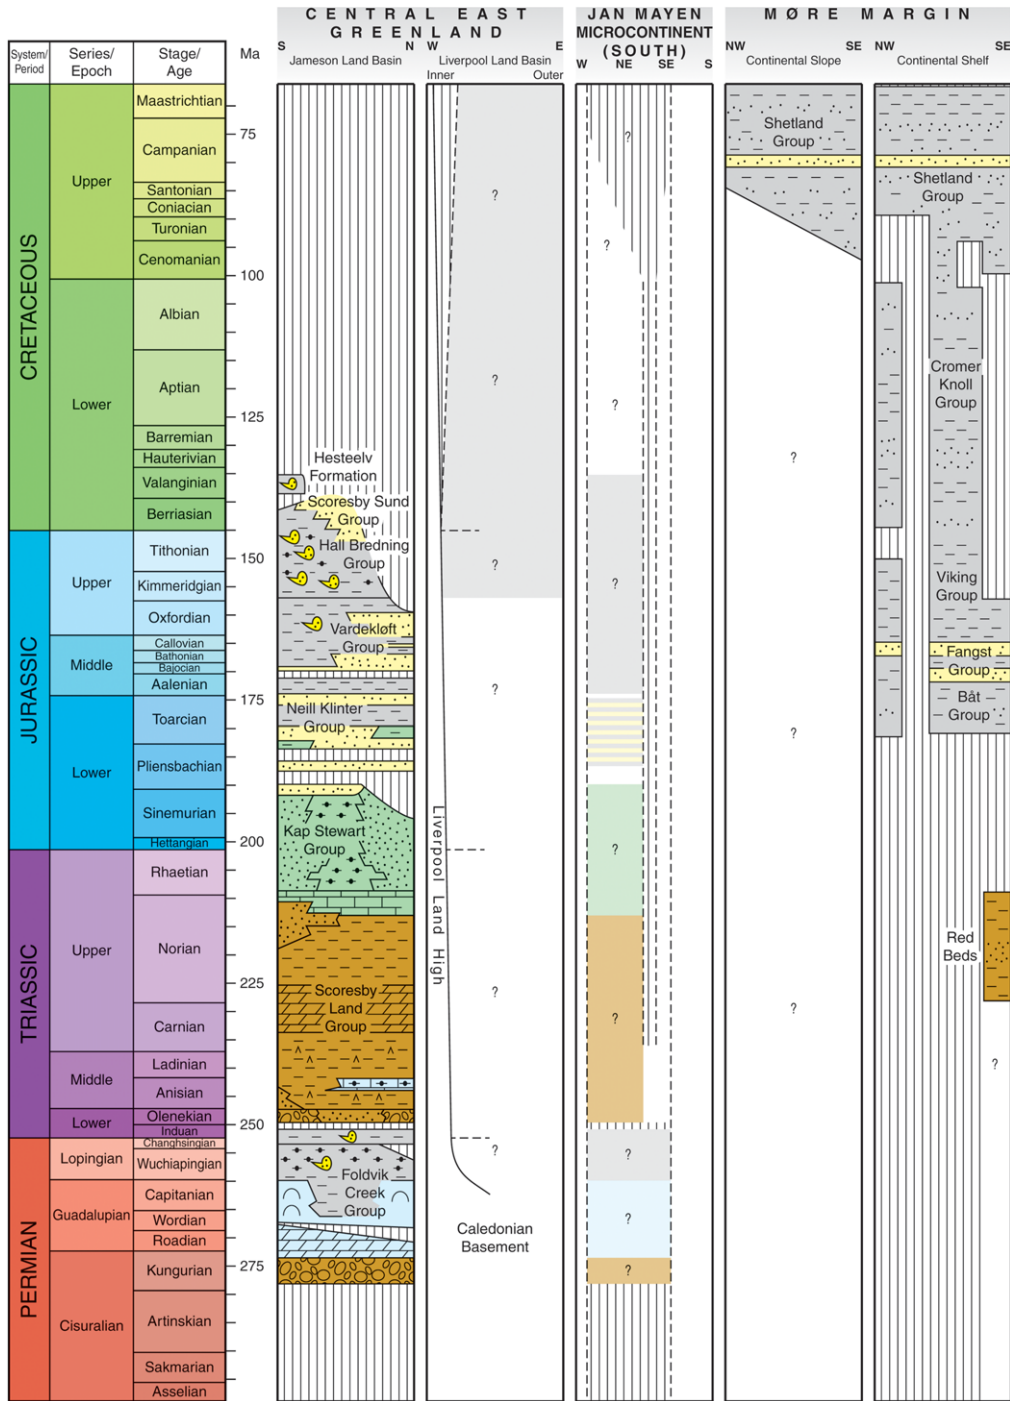 CENTRAL EAST
GREENLAND
JAN MAYEN
MICROCONTINENT
(SOUTH)
MØRE MARGIN
S N
Jameson Land Basin
W E
Liverpool Land Basin
Inner Outer
W NE SE S
NW SE
Continental Slope
NW SE
Continental Shelf
System/
Period
Series/
Epoch
Stage/
Age
Ma
CRETACEOUS
Upper
Maastrichtian
Campanian
Santonian
Coniacian
Turonian
Cenomanian
Lower
Albian
Aptian
Barremian
Hauterivian
Valanginian
Berriasian
JURASSIC
Upper
Tithonian
Kimmeridgian
Oxfordian
Middle
Callovian
Bathonian
Bajocian
Aalenian
Lower
Toarcian
Pliensbachian
Sinemurian
Hettangian
TRIASSIC
Upper
Rhaetian
Norian
Carnian
Middle
Ladinian
Anisian
Lower
Olenekian
Induan
PERMIAN
Lopingian
Changhsingian
Wuchiapingian
Guadalupian
Capitanian
Wordian
Roadian
Cisuralian
Kungurian
Artinskian
Sakmarian
Asselian
75
100
125
150
175
200
225
250
275
Hesteelv
Formation
Scoresby Sund
Group
Hall Bredning
Group
Vardekløft
Group
Neill Klinter
Group
Kap Stewart
Group
Scoresby
Land
Group
Foldvik
Creek
Group
Liverpool Land High
?
?
?
?
?
?
Caledonian
Basement
?
?
?
?
?
?
?
?
?
Shetland
Group
?
?
?
Shetland
Group
Cromer
Knoll
Group
Viking
Group
Fangst
Group
Båt
Group
Red
Beds
?